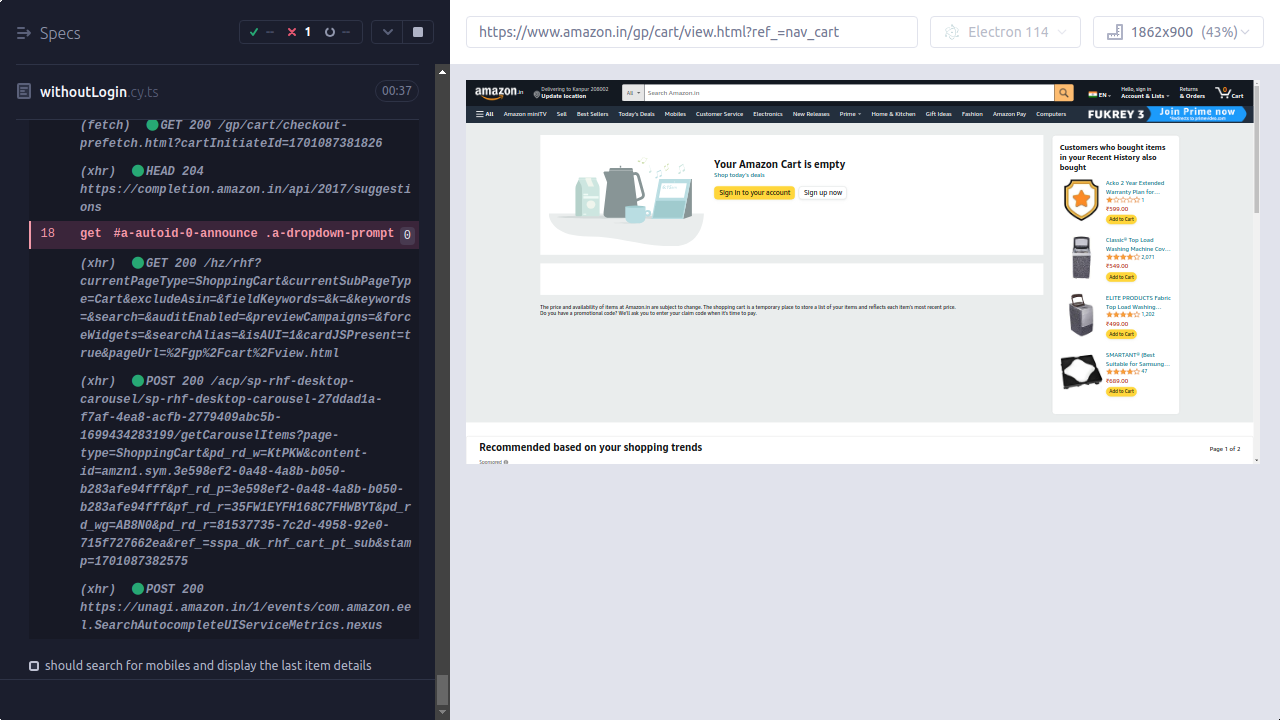 Specs
--
1
--
withoutLogin.cy.ts
00:37
(fetch) GET 200 /gp/cart/checkout-
prefetch.html?cartInitiateId=1701087381826
(xhr) HEAD 204
https://completion.amazon.in/api/2017/suggesti
ons
18 get #a-autoid-0-announce .a-dropdown-prompt 0
(xhr) GET 200 /hz/rhf?
currentPageType=ShoppingCart&currentSubPageTyp
e=Cart&excludeAsin=&fieldKeywords=&k=&keywords
=&search=&auditEnabled=&previewCampaigns=&forc
eWidgets=&searchAlias=&isAUI=1&cardJSPresent=t
rue&pageUrl=%2Fgp%2Fcart%2Fview.html
(xhr) POST 200 /acp/sp-rhf-desktop-
carousel/sp-rhf-desktop-carousel-27ddad1a-
f7af-4ea8-acfb-2779409abc5b-
1699434283199/getCarouselItems?page-
type=ShoppingCart&pd_rd_w=KtPKW&content-
id=amzn1.sym.3e598ef2-0a48-4a8b-b050-
b283afe94fff&pf_rd_p=3e598ef2-0a48-4a8b-b050-
b283afe94fff&pf_rd_r=35FW1EYFH168C7FHWBYT&pd_r
d_wg=AB8N0&pd_rd_r=81537735-7c2d-4958-92e0-
715f727662ea&ref_=sspa_dk_rhf_cart_pt_sub&stam
p=1701087382575
(xhr) POST 200
https://unagi.amazon.in/1/events/com.amazon.ee
l.SearchAutocompleteUIServiceMetrics.nexus
should search for mobiles and display the last item details
https://www.amazon.in/gp/cart/view.html?ref_=nav_cart
Electron 114
1862x900 (43%)
amazon.in
Delivering to Kanpur 208002
Update location
All
Search Amazon.in
EN
Hello, sign in
Account & Lists
Returns
& Orders
0
Cart
All Amazon miniTV Sell Best Sellers Today's Deals Mobiles Customer Service Electronics New Releases Prime Home & Kitchen Gift Ideas Fashion Amazon Pay Computers
FUKREY 3
Join Prime now
*Redirects to primevideo.com
Your Amazon Cart is empty
Shop today's deals
Sign in to your account
Sign up now
The price and availability of items at Amazon.in are subject to change. The shopping cart is a temporary place to store a list of your items and reflects each item's most recent price.
Do you have a promotional code? We'll ask you to enter your claim code when it's time to pay.
Customers who bought items
in your Recent History also
bought
Acko 2 Year Extended
Warranty Plan for...
1
₹599.00
Add to Cart
Classic® Top Load
Washing Machine Cov...
2,071
₹549.00
Add to Cart
ELITE PRODUCTS Fabric
Top Load Washing...
1,202
₹499.00
Add to Cart
SMARTANT® (Best
Suitable for Samsung...
47
₹689.00
Add to Cart
Recommended based on your shopping trends
Page 1 of 2
Sponsored